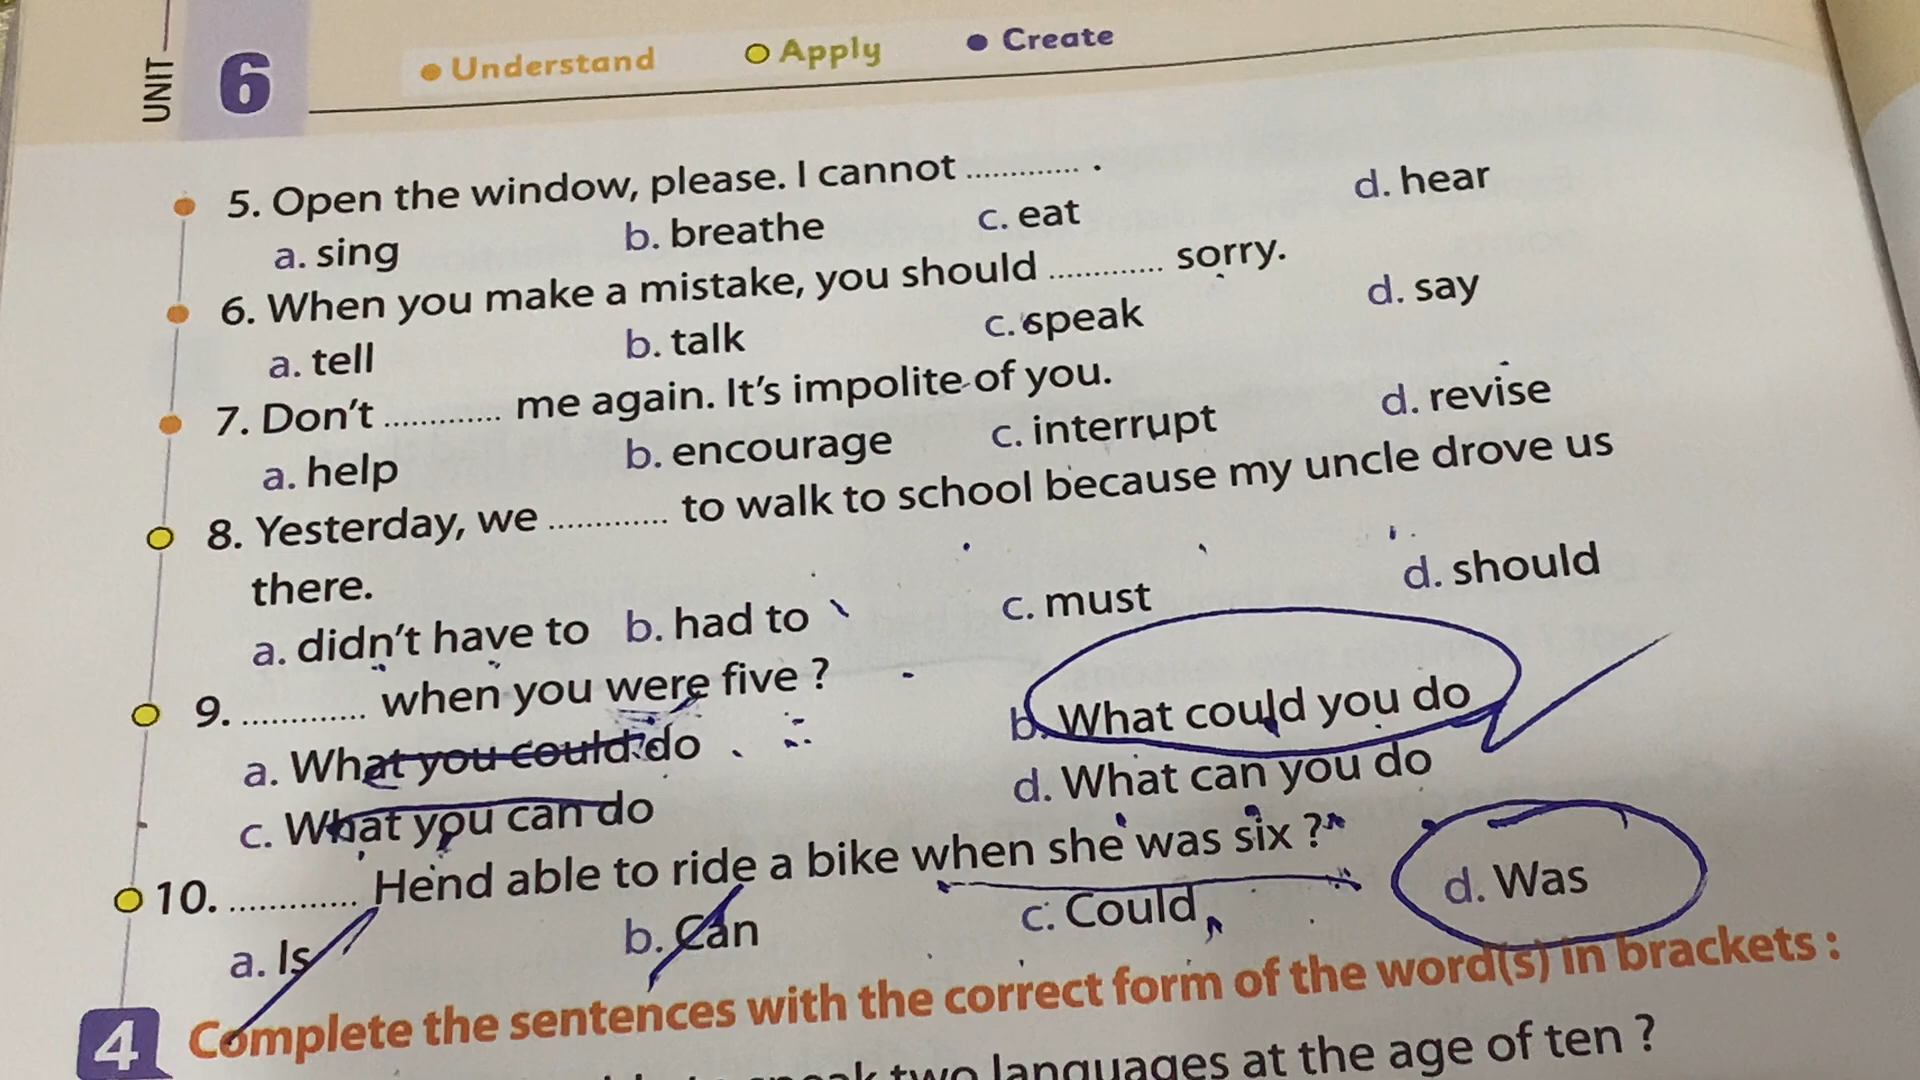 UNIT 6
Understand Apply Create
5. Open the window, please. I cannot ............. .
a. sing b. breathe c. eat d. hear
6. When you make a mistake, you should ............. sorry.
a. tell b. talk c. speak d. say
7. Don't ............. me again. It's impolite of you.
a. help b. encourage c. interrupt d. revise
8. Yesterday, we ............. to walk to school because my uncle drove us
there.
a. didn't have to b. had to c. must d. should
9. ............. when you were five ?
a. What you could do b. What could you do
c. What you can do d. What can you do
10. ............. Hend able to ride a bike when she was six ?
a. Is b. Can c. Could d. Was
4 Complete the sentences with the correct form of the word(s) in brackets :
two languages at the age of ten ?